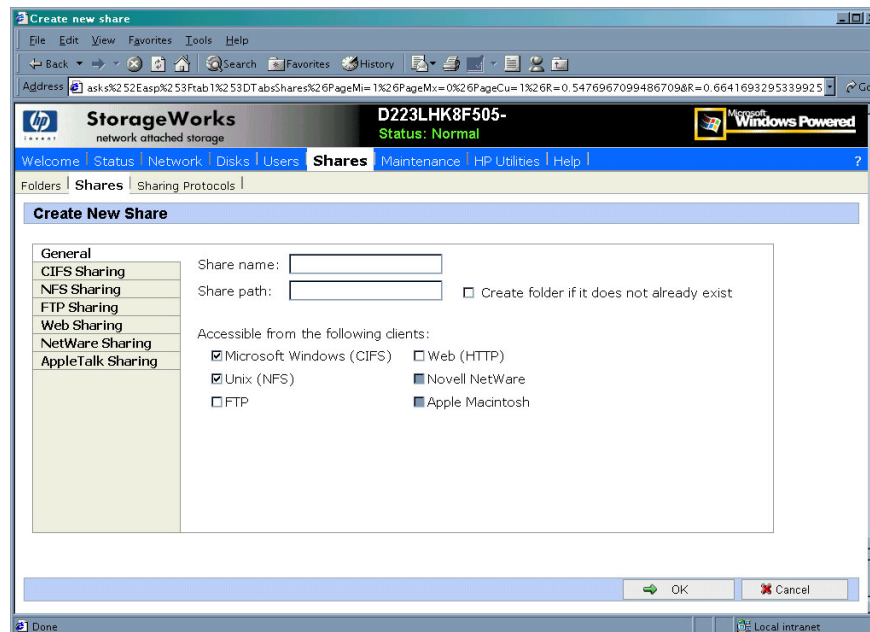 Create new share
File Edit View Favorites Tools Help
Back Search Favorites History
Address asks%252Easp%253Ftab1%253DTabsShares%26PageMi=1%26PageMx=0%26PageCu=1%26R=0.5476967099486709&R=0.6641693295339925 Go
hp StorageWorks
invent network attached storage
D223LHK8F505-
Status: Normal
Microsoft
Windows Powered
Welcome | Status | Network | Disks | Users | Shares | Maintenance | HP Utilities | Help | ?
Folders | Shares | Sharing Protocols |
Create New Share
General
CIFS Sharing
NFS Sharing
FTP Sharing
Web Sharing
NetWare Sharing
AppleTalk Sharing
Share name:
Share path: Create folder if it does not already exist
Accessible from the following clients:
Microsoft Windows (CIFS) Web (HTTP)
Unix (NFS) Novell NetWare
FTP Apple Macintosh
OK Cancel
Done Local intranet